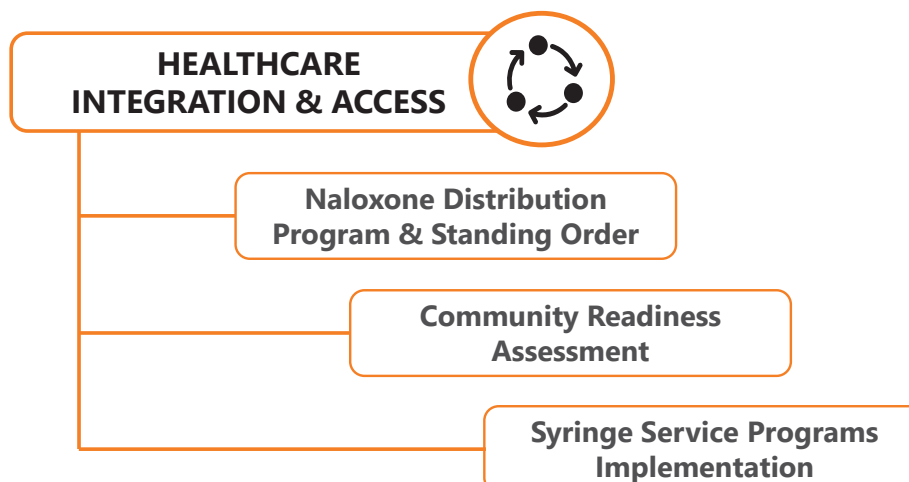 HEALTHCARE
INTEGRATION & ACCESS
Naloxone Distribution
Program & Standing Order
Community Readiness
Assessment
Syringe Service Programs
Implementation